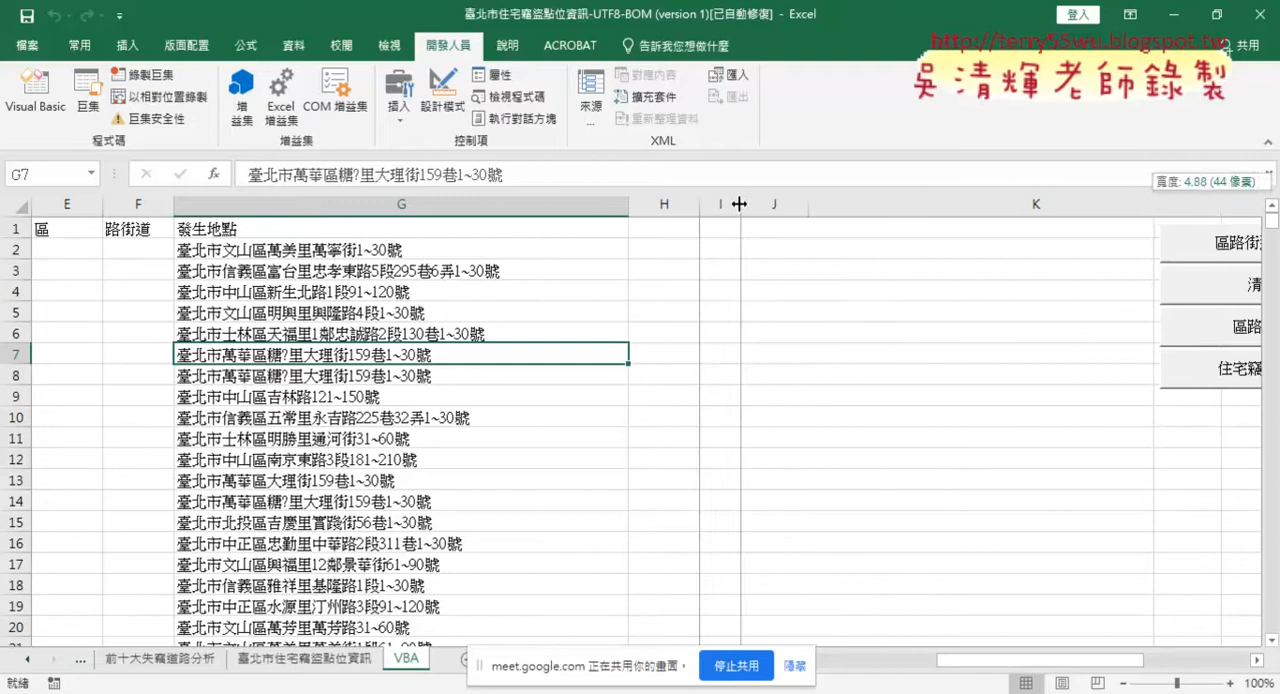 臺北市住宅竊盜點位資訊-UTF8-BOM (version 1)[已自動修復] - Excel
登入
檔案 常用 插入 版面配置 公式 資料 校閱 檢視 開發人員 說明 ACROBAT 告訴我您想做什麼 共用
http://terry55wu.blogspot.tw
吳清輝老師錄製
Visual Basic 巨集 錄製巨集 以相對位置錄製 巨集安全性 程式碼
增益集 Excel 增益集 COM 增益集 增益集
插入 設計模式 屬性 檢視程式碼 執行對話方塊 控制項
來源... 對應內容 擴充套件 重新整理資料 匯入 匯出 XML
G7 fx 臺北市萬華區糖?里大理街159巷1~30號
寬度: 4.88 (44 像素)
E F G H I J K
1 區 路街道 發生地點
2 臺北市文山區萬美里萬寧街1~30號
3 臺北市信義區富台里忠孝東路5段295巷6弄1~30號
4 臺北市中山區新生北路1段91~120號
5 臺北市文山區明興里興隆路4段1~30號
6 臺北市士林區天福里1鄰忠誠路2段130巷1~30號
7 臺北市萬華區糖?里大理街159巷1~30號
8 臺北市萬華區糖?里大理街159巷1~30號
9 臺北市中山區吉林路121~150號
10 臺北市信義區五常里永吉路225巷32弄1~30號
11 臺北市士林區明勝里通河街31~60號
12 臺北市中山區南京東路3段181~210號
13 臺北市萬華區大理街159巷1~30號
14 臺北市萬華區糖?里大理街159巷1~30號
15 臺北市北投區吉慶里實踐街56巷1~30號
16 臺北市中正區忠勤里中華路2段311巷1~30號
17 臺北市文山區興福里12鄰景華街61~90號
18 臺北市信義區雅祥里基隆路1段1~30號
19 臺北市中正區水源里汀州路3段91~120號
20 臺北市文山區萬芳里萬芳路31~60號
區路街
清
區路
住宅竊
... 前十大失竊道路分析 臺北市住宅竊盜點位資訊 VBA
meet.google.com 正在共用你的畫面。 停止共用 隱藏
就緒 100%